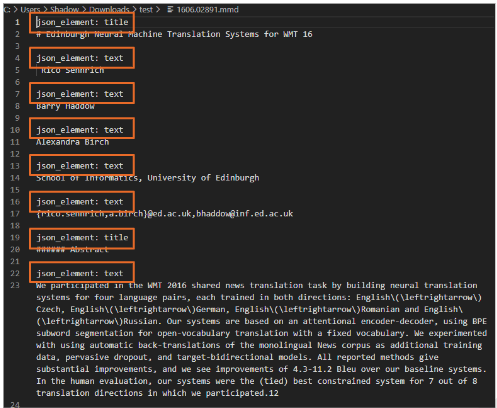 C: > Users > Shadow > Downloads > test > 1606.02891.mmd
1 json_element: title
2 # Edinburgh Neural Machine Translation Systems for WMT 16
3
4 json_element: text
5 Rico Sennrich
6
7 json_element: text
8 Barry Haddow
9
10 json_element: text
11 Alexandra Birch
12
13 json_element: text
14 School of Informatics, University of Edinburgh
15
16 json_element: text
17 {rico.sennrich,a.birch}@ed.ac.uk,bhaddow@inf.ed.ac.uk
18
19 json_element: title
20 ###### Abstract
21
22 json_element: text
23 We participated in the WMT 2016 shared news translation task by building neural translation
systems for four language pairs, each trained in both directions: English\(\leftrightarrow\)
Czech, English\(\leftrightarrow\)German, English\(\leftrightarrow\)Romanian and English\
(\leftrightarrow\)Russian. Our systems are based on an attentional encoder-decoder, using BPE
subword segmentation for open-vocabulary translation with a fixed vocabulary. We experimented
with using automatic back-translations of the monolingual News corpus as additional training
data, pervasive dropout, and target-bidirectional models. All reported methods give
substantial improvements, and we see improvements of 4.3-11.2 Bleu over our baseline systems.
In the human evaluation, our systems were the (tied) best constrained system for 7 out of 8
translation directions in which we participated.12
24